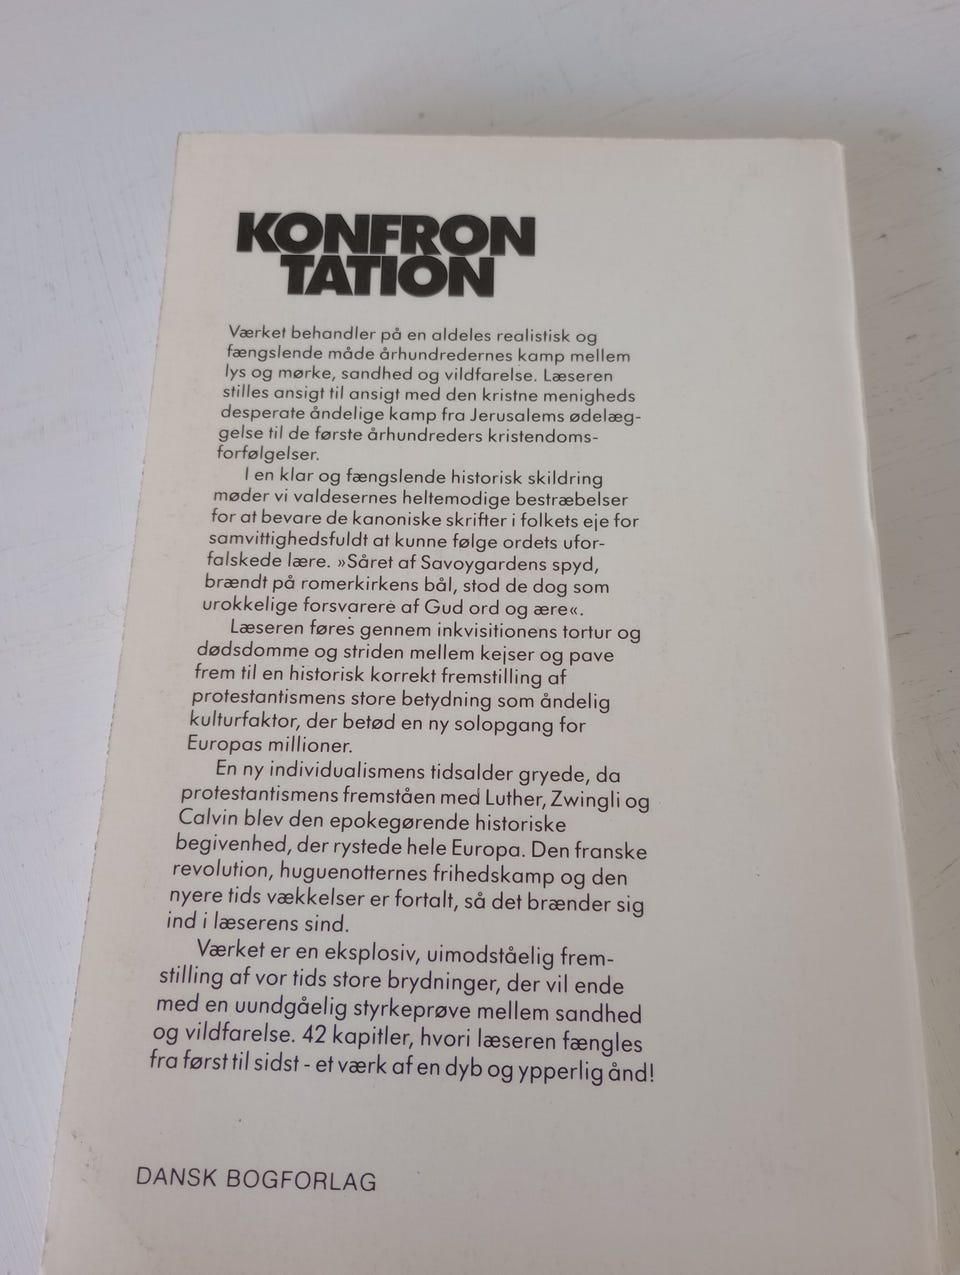 KONFRON
TATION
Værket behandler på en aldeles realistisk og
fængslende måde århundredernes kamp mellem
lys og mørke, sandhed og vildfarelse. Læseren
stilles ansigt til ansigt med den kristne menigheds
desperate åndelige kamp fra Jerusalems ødelæg-
gelse til de første århundreders kristendoms-
forfølgelser.
I en klar og fængslende historisk skildring
møder vi valdesernes heltemodige bestræbelser
for at bevare de kanoniske skrifter i folkets eje for
samvittighedsfuldt at kunne følge ordets ufor-
falskede lære. »Såret af Savoygardens spyd,
brændt på romerkirkens bål, stod de dog som
urokkelige forsvarere af Gud ord og ære«.
Læseren føres gennem inkvisitionens tortur og
dødsdomme og striden mellem kejser og pave
frem til en historisk korrekt fremstilling af
protestantismens store betydning som åndelig
kulturfaktor, der betød en ny solopgang for
Europas millioner.
En ny individualismens tidsalder gryede, da
protestantismens fremståen med Luther, Zwingli og
Calvin blev den epokegørende historiske
begivenhed, der rystede hele Europa. Den franske
revolution, huguenotternes frihedskamp og den
nyere tids vækkelser er fortalt, så det brænder sig
ind i læserens sind.
Værket er en eksplosiv, uimodståelig frem-
stilling af vor tids store brydninger, der vil ende
med en uundgåelig styrkeprøve mellem sandhed
og vildfarelse. 42 kapitler, hvori læseren fængles
fra først til sidst - et værk af en dyb og ypperlig ånd!
DANSK BOGFORLAG